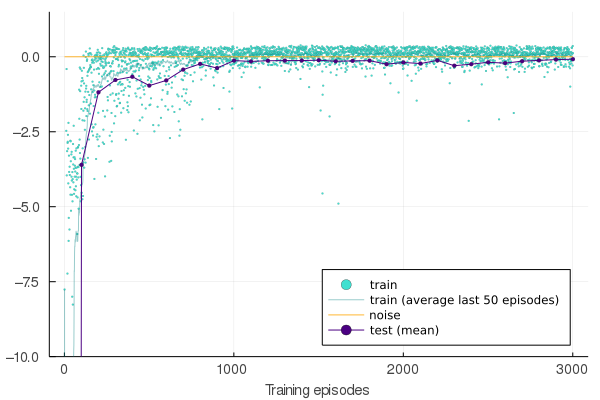 0.0
−2.5
−5.0
−7.5
−10.0
0
1000
2000
3000
Training episodes
train
train (average last 50 episodes)
noise
test (mean)